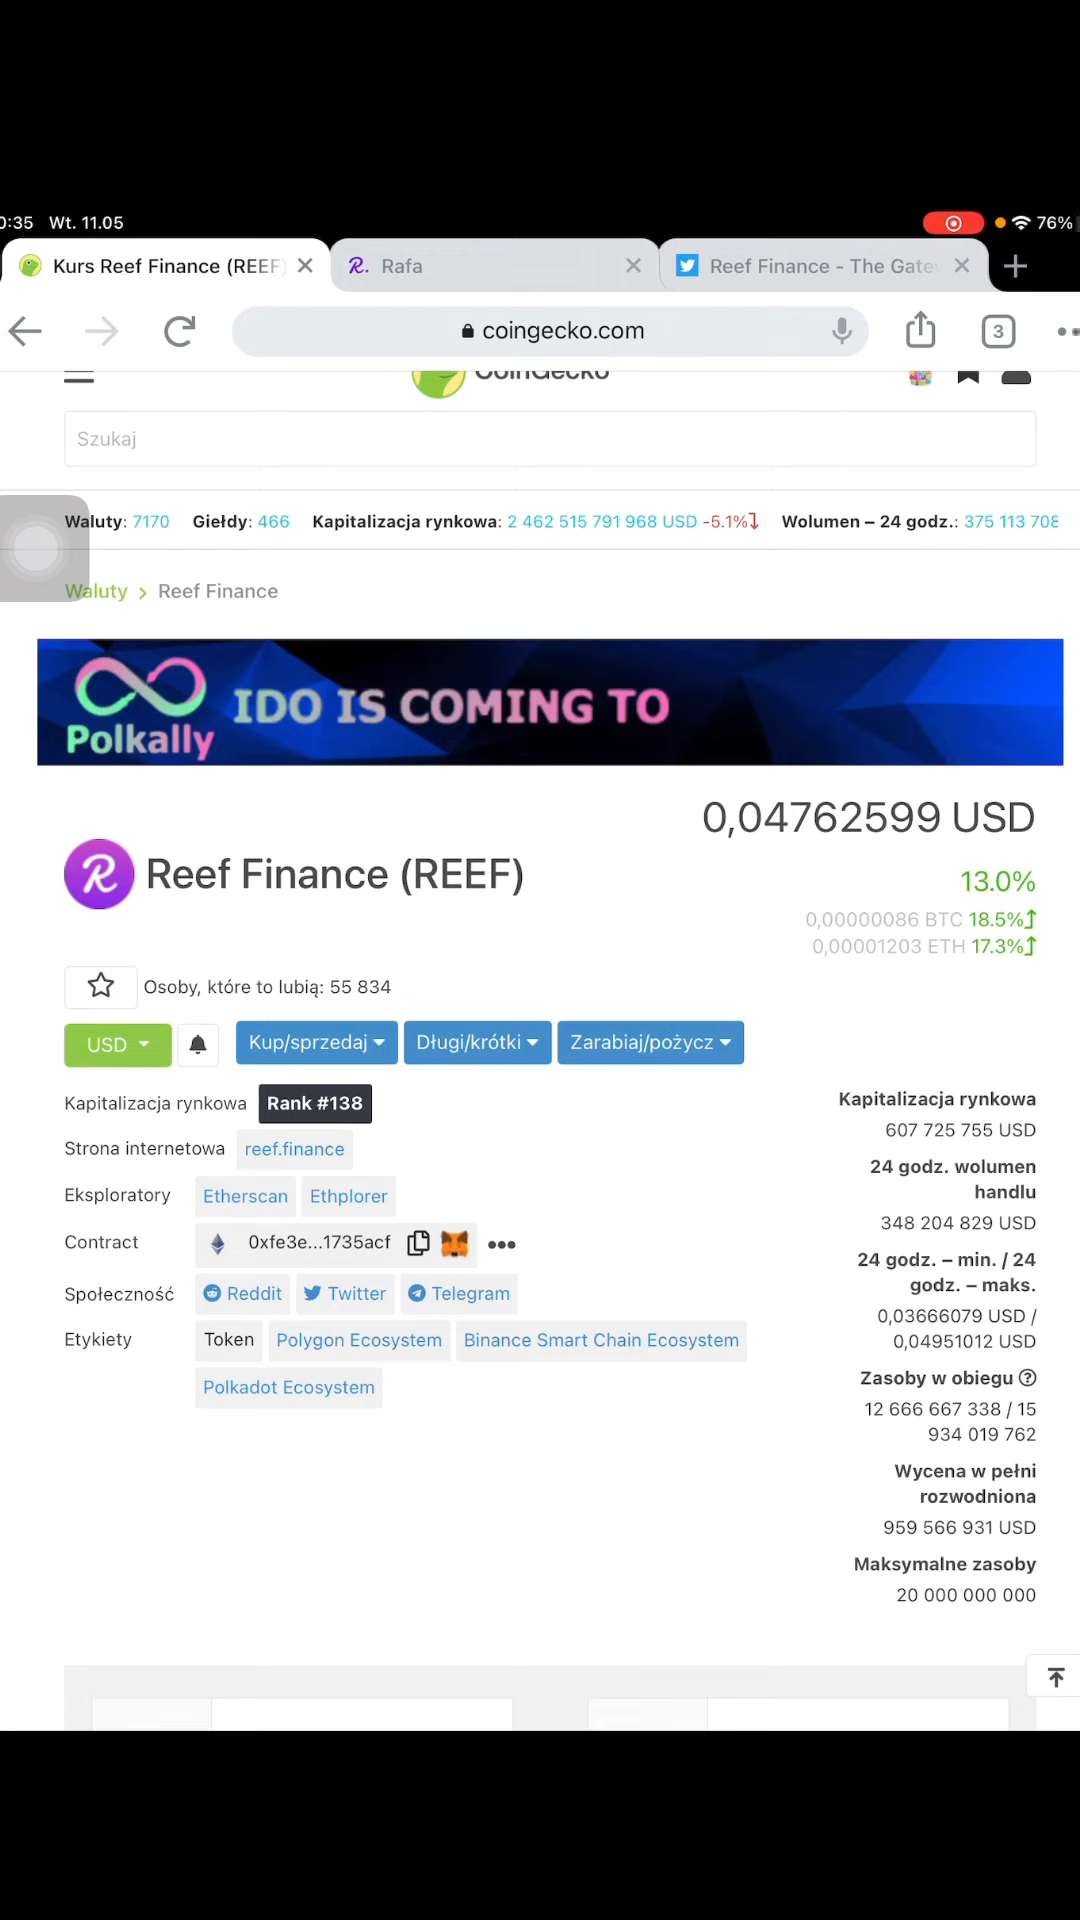 0:35 Wt. 11.05 76%
Kurs Reef Finance (REEF) Rafa Reef Finance - The Gatew
coingecko.com 3
CoinGecko
Szukaj
Waluty: 7170 Giełdy: 466 Kapitalizacja rynkowa: 2 462 515 791 968 USD -5.1% Wolumen – 24 godz.: 375 113 708
Waluty > Reef Finance
Polkally IDO IS COMING TO
0,04762599 USD
Reef Finance (REEF)
13.0%
0,00000086 BTC 18.5%
0,00001203 ETH 17.3%
Osoby, które to lubią: 55 834
USD Kup/sprzedaj Długi/krótki Zarabiaj/pożycz
Kapitalizacja rynkowa Rank #138
Strona internetowa reef.finance
Eksploratory Etherscan Ethplorer
Contract 0xfe3e...1735acf
Społeczność Reddit Twitter Telegram
Etykiety Token Polygon Ecosystem Binance Smart Chain Ecosystem
Polkadot Ecosystem
Kapitalizacja rynkowa
607 725 755 USD
24 godz. wolumen
handlu
348 204 829 USD
24 godz. – min. / 24
godz. – maks.
0,03666079 USD /
0,04951012 USD
Zasoby w obiegu
12 666 667 338 / 15
934 019 762
Wycena w pełni
rozwodniona
959 566 931 USD
Maksymalne zasoby
20 000 000 000